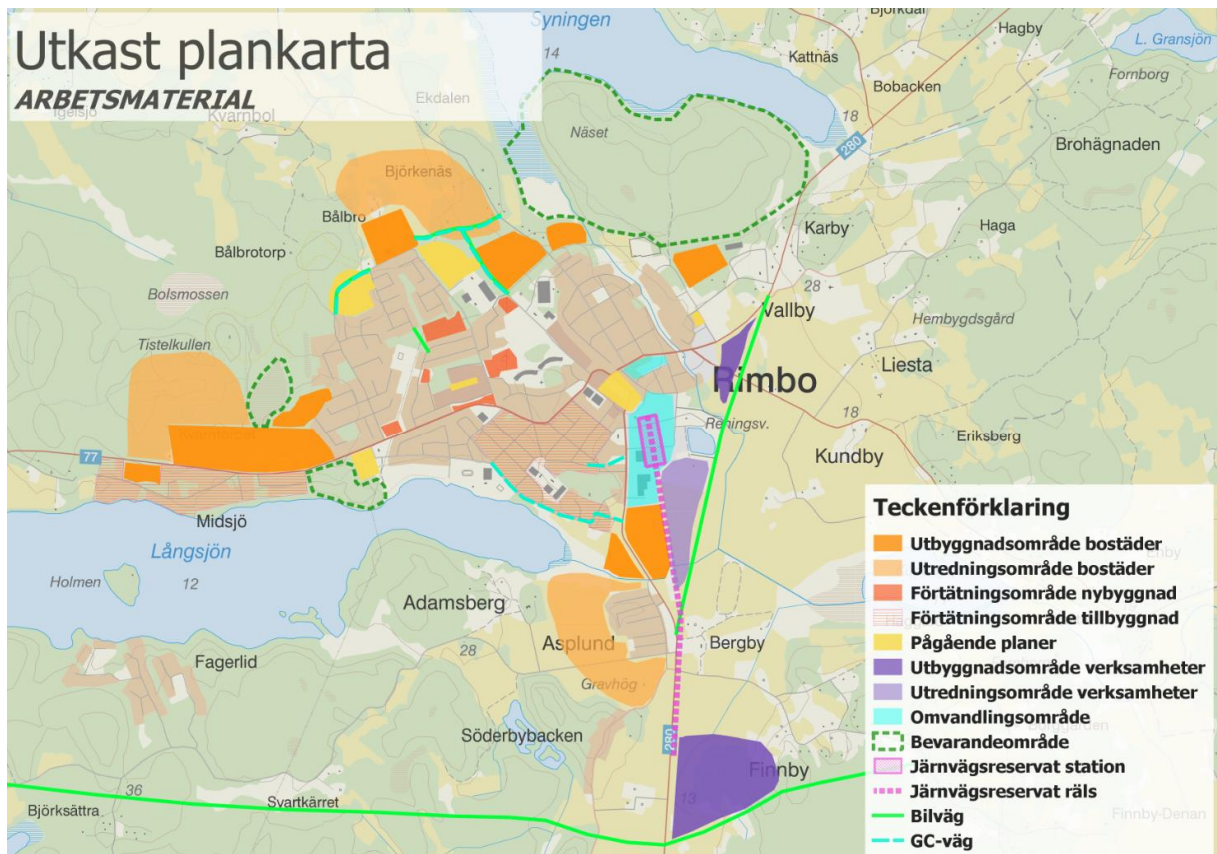 Utkast plankarta
ARBETSMATERIAL
Syningen
14
Björkdal
Hagby
L. Gransjön
Kattnäs
Fornborg
Ekdalen
Bobacken
Igelsjö
Kvarnbol
18
Näset
280
Brohägnaden
Björkenäs
Bålbro
Karby
Haga
Bålbrotorp
28
Bolsmossen
Vallby
Hembygdsgård
Tistelkullen
Liesta
Rimbo
18
Reningsv.
Eriksberg
77
Kundby
Midsjö
Långsjön
Holmen
12
Adamsberg
Asplund
Bergby
28
Fagerlid
Gravhög
Söderbybacken
280
Finnby
36
13
Svartkärret
Björksättra
Finnby-Denan
Teckenförklaring
Utbyggnadsområde bostäder
Utredningsområde bostäder
Förtätningsområde nybyggnad
Förtätningsområde tillbyggnad
Pågående planer
Utbyggnadsområde verksamheter
Utredningsområde verksamheter
Omvandlingsområde
Bevarandeområde
Järnvägsreservat station
Järnvägsreservat räls
Bilväg
GC-väg